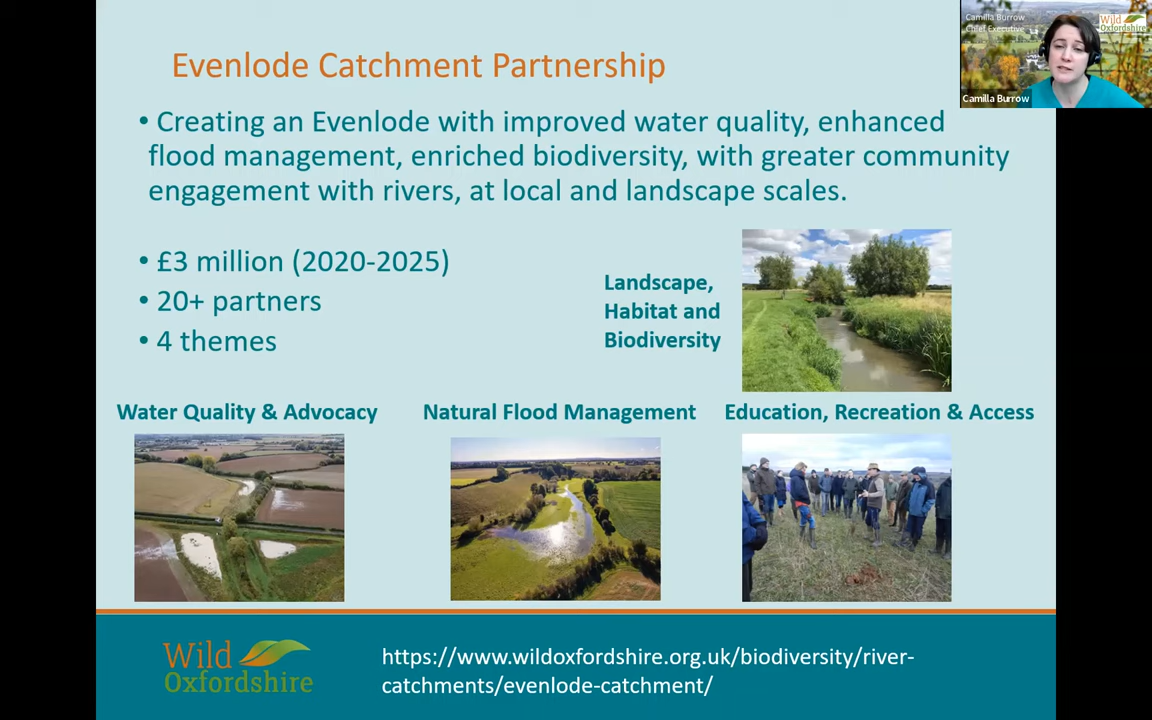 Evenlode Catchment Partnership
• Creating an Evenlode with improved water quality, enhanced
flood management, enriched biodiversity, with greater community
engagement with rivers, at local and landscape scales.
• £3 million (2020-2025)
• 20+ partners
• 4 themes
Landscape,
Habitat and
Biodiversity
Water Quality & Advocacy
Natural Flood Management
Education, Recreation & Access
Wild
Oxfordshire
https://www.wildoxfordshire.org.uk/biodiversity/river-
catchments/evenlode-catchment/
Camilla Burrow
Chief Executive
Wild
Oxfordshire
Camilla Burrow